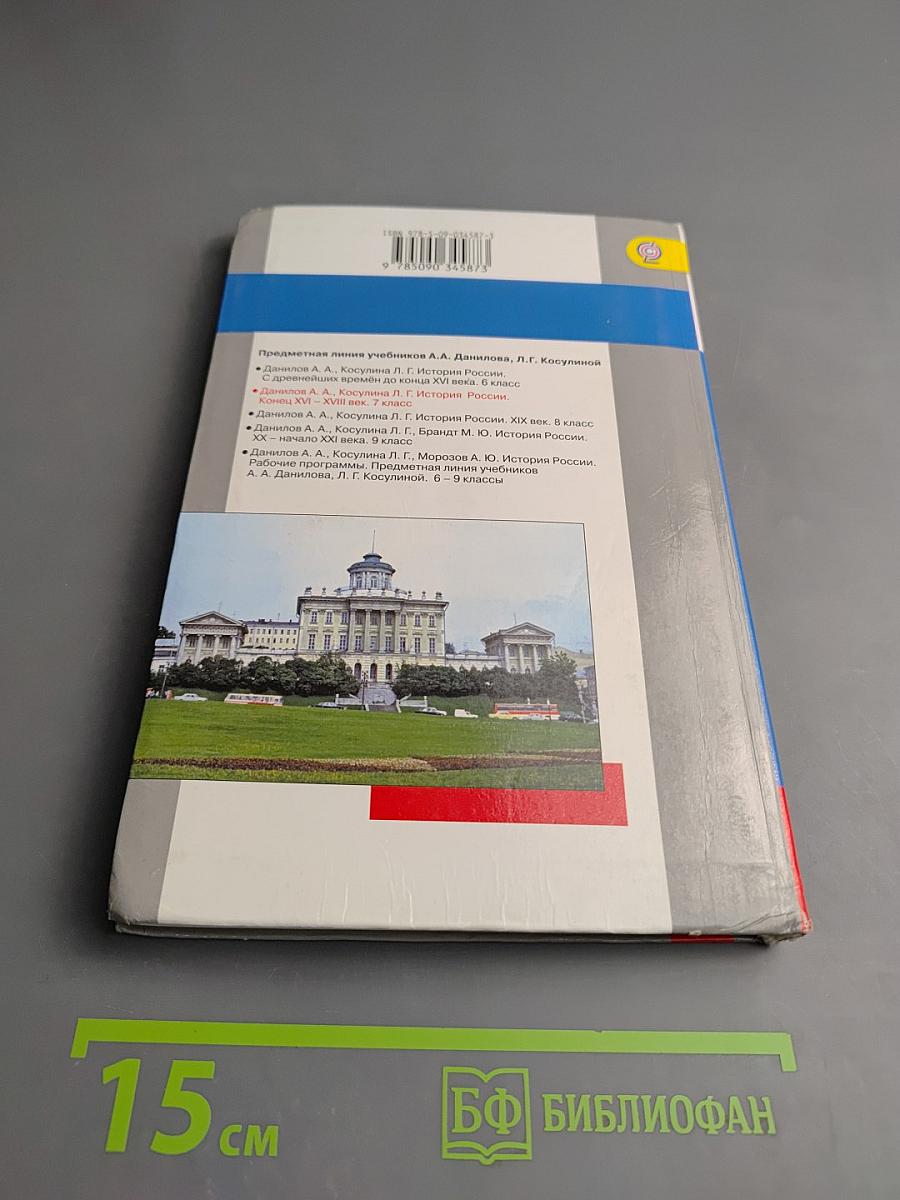 ISBN 978-5-09-034587-3
9 785090 345873
Предметная линия учебников А.А. Данилова, Л.Г. Косулиной
• Данилов А. А., Косулина Л. Г. История России.
С древнейших времён до конца XVI века. 6 класс
• Данилов А. А., Косулина Л. Г. История России.
Конец XVI – XVIII век. 7 класс
• Данилов А. А., Косулина Л. Г. История России. XIX век. 8 класс
• Данилов А. А., Косулина Л. Г., Брандт М. Ю. История России.
XX – начало XXI века. 9 класс
• Данилов А. А., Косулина Л. Г., Морозов А. Ю. История России.
Рабочие программы. Предметная линия учебников
А. А. Данилова, Л. Г. Косулиной. 6 – 9 классы
15 см
БФ БИБЛИОФАН